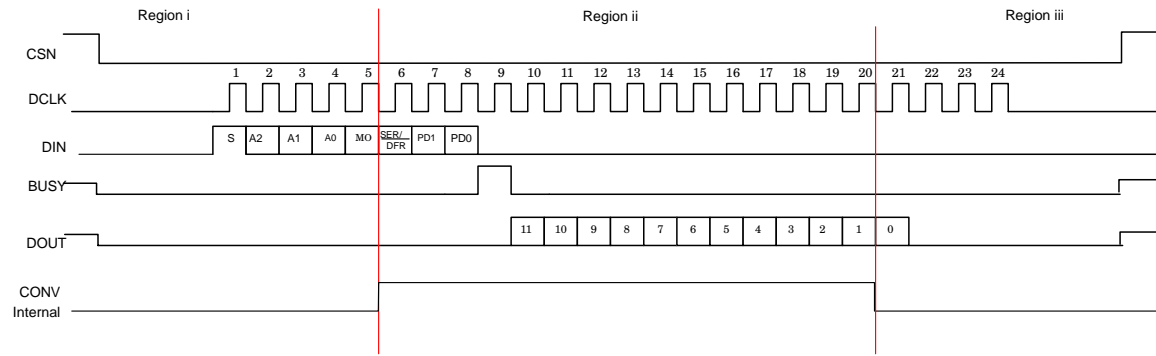 Region i Region ii Region iii
CSN
1 2 3 4 5 6 7 8 9 10 11 12 13 14 15 16 17 18 19 20 21 22 23 24
DCLK
DIN S A2 A1 A0 MO SER/ DFR PD1 PD0
BUSY
DOUT 11 10 9 8 7 6 5 4 3 2 1 0
CONV
Internal